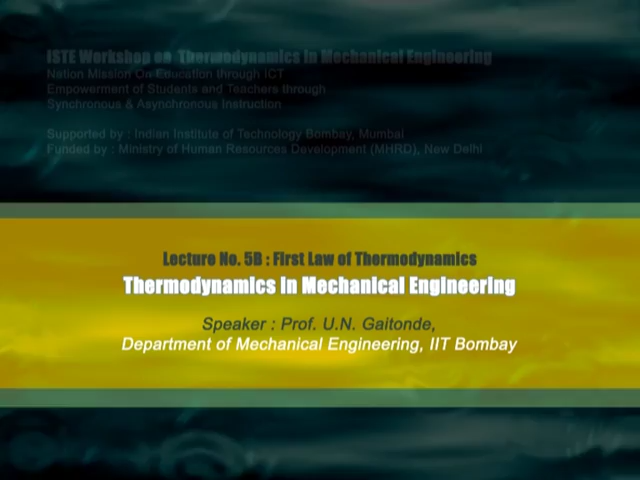 ISTE Workshop on Thermodynamics in Mechanical Engineering
Nation Mission On Education through ICT
Empowerment of Students and Teachers through
Synchronous & Asynchronous Instruction
Supported by : Indian Institute of Technology Bombay, Mumbai
Funded by : Ministry of Human Resources Development (MHRD), New Delhi
Lecture No. 5B : First Law of Thermodynamics
Thermodynamics in Mechanical Engineering
Speaker : Prof. U.N. Gaitonde,
Department of Mechanical Engineering, IIT Bombay